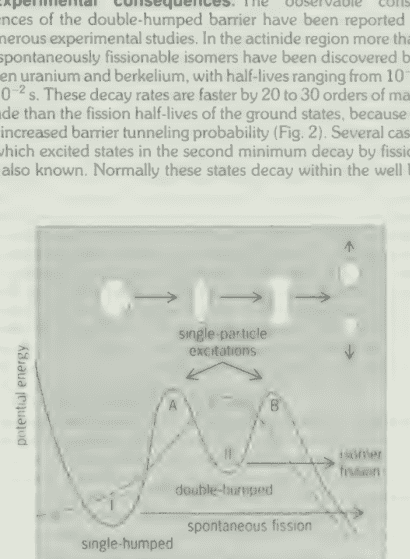 Experimental consequences. The observable cons
ences of the double-humped barrier have been reported
nerous experimental studies. In the actinide region more tha
spontaneously fissionable isomers have been discovered b
en uranium and berkelium, with half-lives ranging from 10⁻
0⁻² s. These decay rates are faster by 20 to 30 orders of ma
ude than the fission half-lives of the ground states, because
increased barrier tunneling probability (Fig. 2). Several cas
which excited states in the second minimum decay by fissio
also known. Normally these states decay within the well b
single-particle
excitations
potential energy
A
B
II
isomer
fission
double-humped
I
spontaneous fission
single-humped